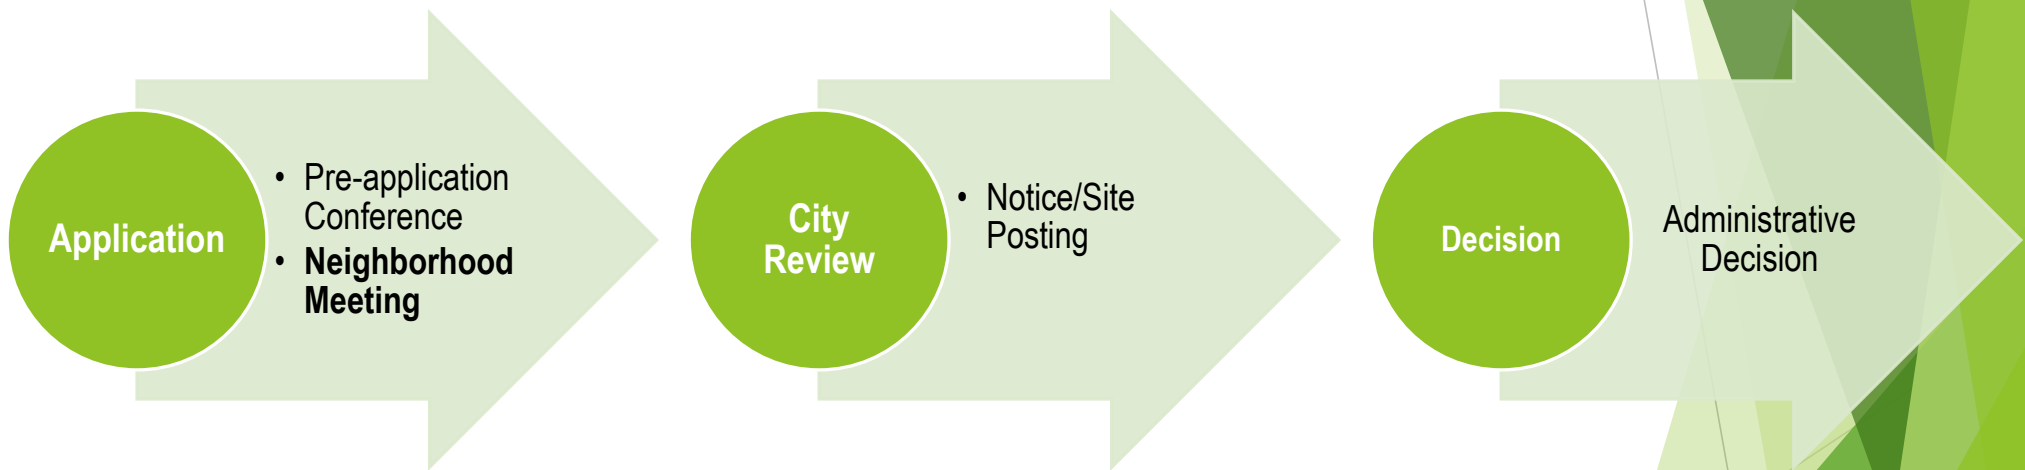 Application
• Pre-application
Conference
• Neighborhood
Meeting
City
Review
• Notice/Site
Posting
Decision
Administrative
Decision